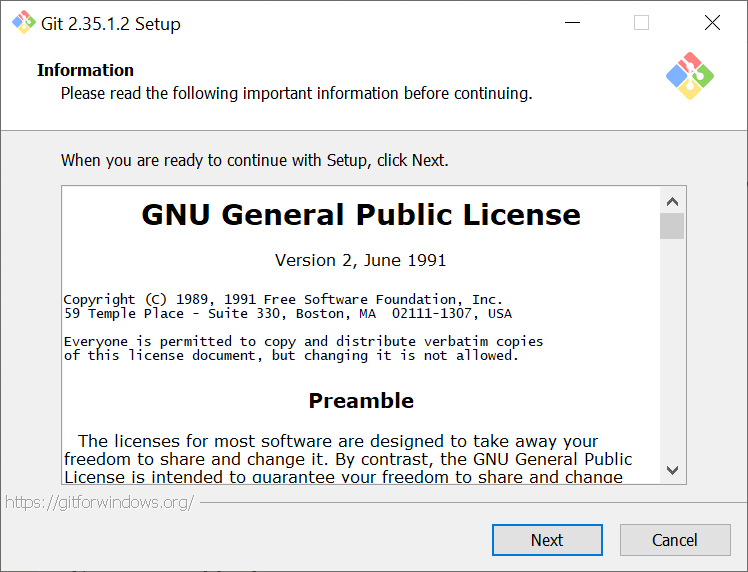 Git 2.35.1.2 Setup
Information
Please read the following important information before continuing.
When you are ready to continue with Setup, click Next.
GNU General Public License
Version 2, June 1991
Copyright (C) 1989, 1991 Free Software Foundation, Inc.
59 Temple Place - Suite 330, Boston, MA  02111-1307, USA
Everyone is permitted to copy and distribute verbatim copies
of this license document, but changing it is not allowed.
Preamble
The licenses for most software are designed to take away your
freedom to share and change it. By contrast, the GNU General Public
License is intended to guarantee your freedom to share and change
https://gitforwindows.org/
Next
Cancel